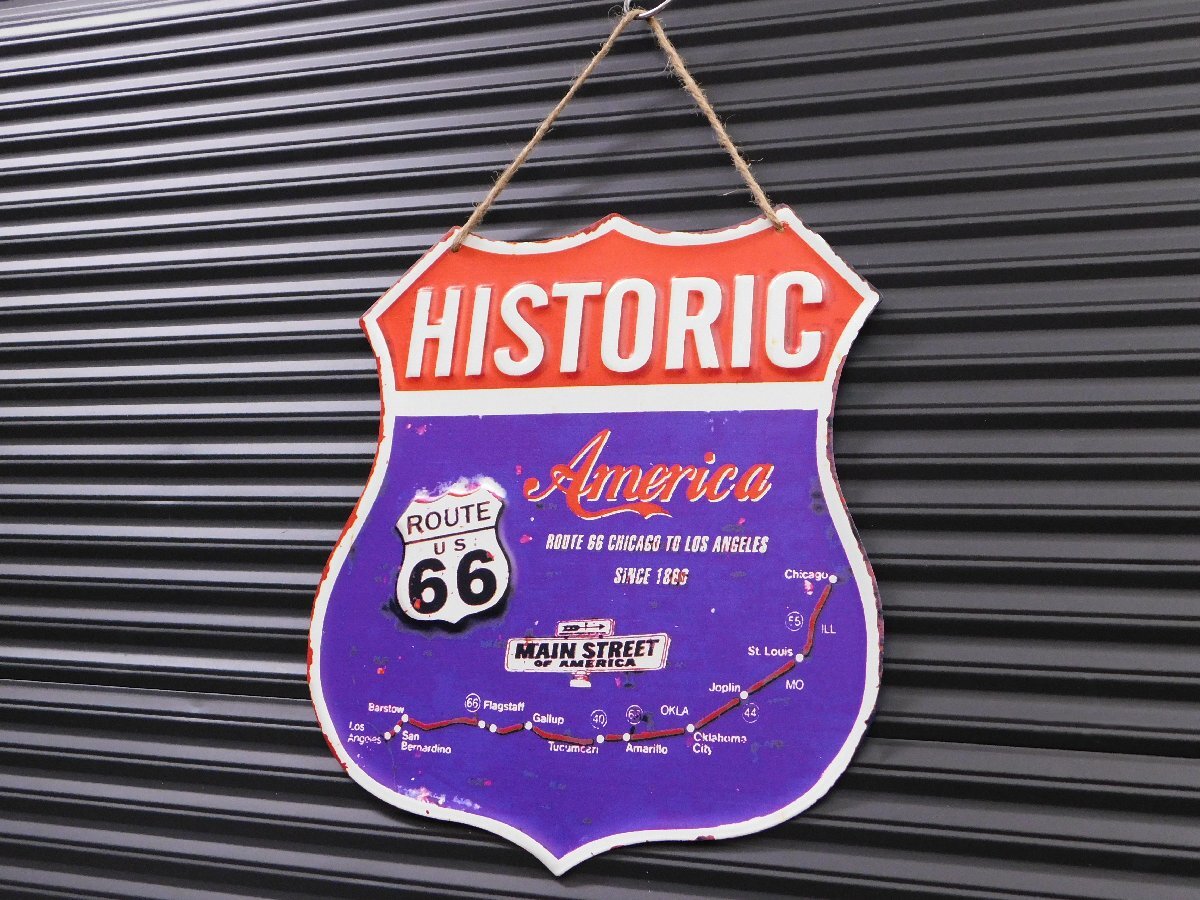 HISTORIC
America
ROUTE
US
66
ROUTE 66 CHICAGO TO LOS ANGELES
SINCE 1886
MAIN STREET
OF AMERICA
Chicago
55
ILL
St. Louis
MO
Joplin
44
OKLA
Oklahoma
City
Amarillo
40
Tucumcari
Gallup
Flagstaff
66
Barstow
San
Bernardino
Los
Angeles